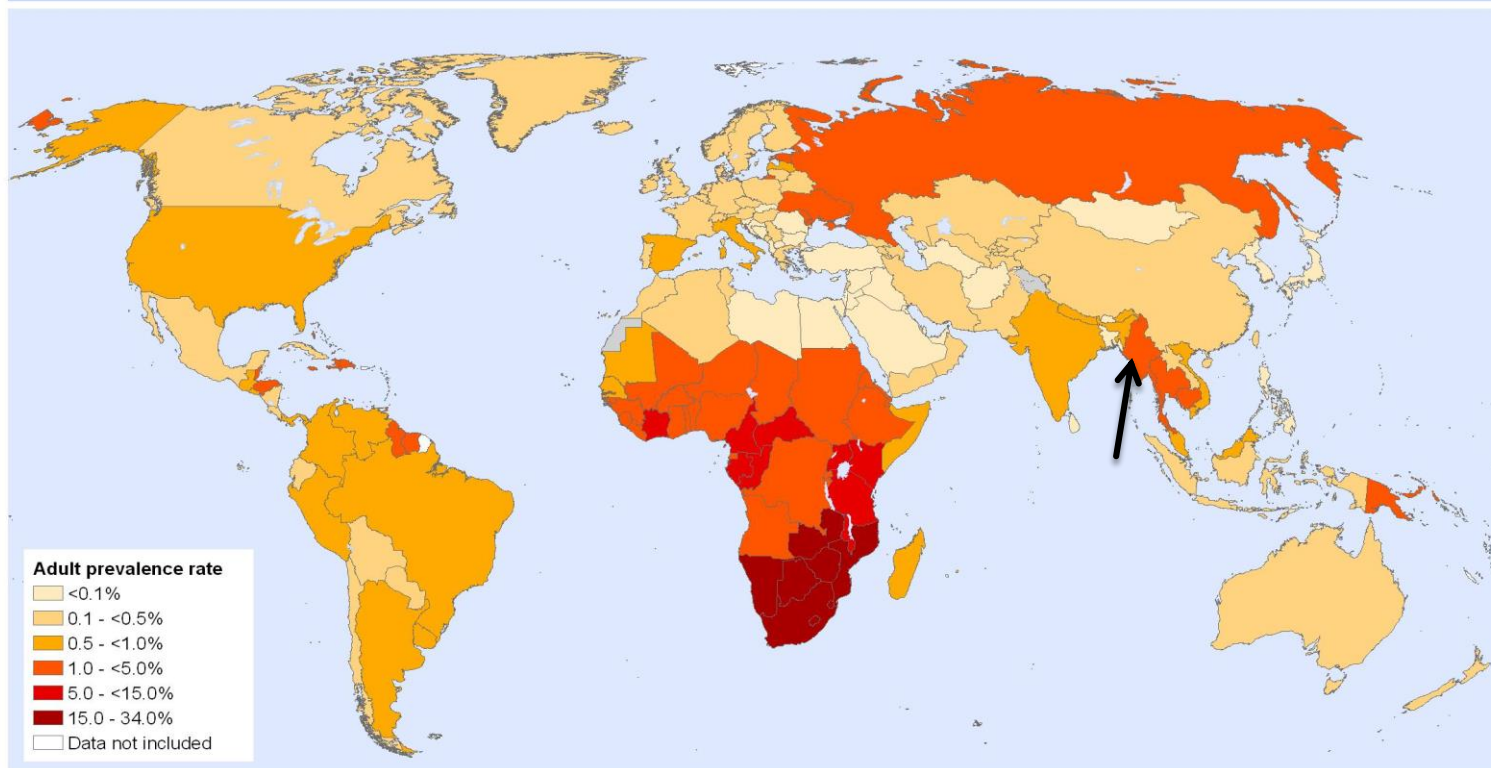 Adult prevalence rate
<0.1%
0.1 - <0.5%
0.5 - <1.0%
1.0 - <5.0%
5.0 - <15.0%
15.0 - 34.0%
Data not included